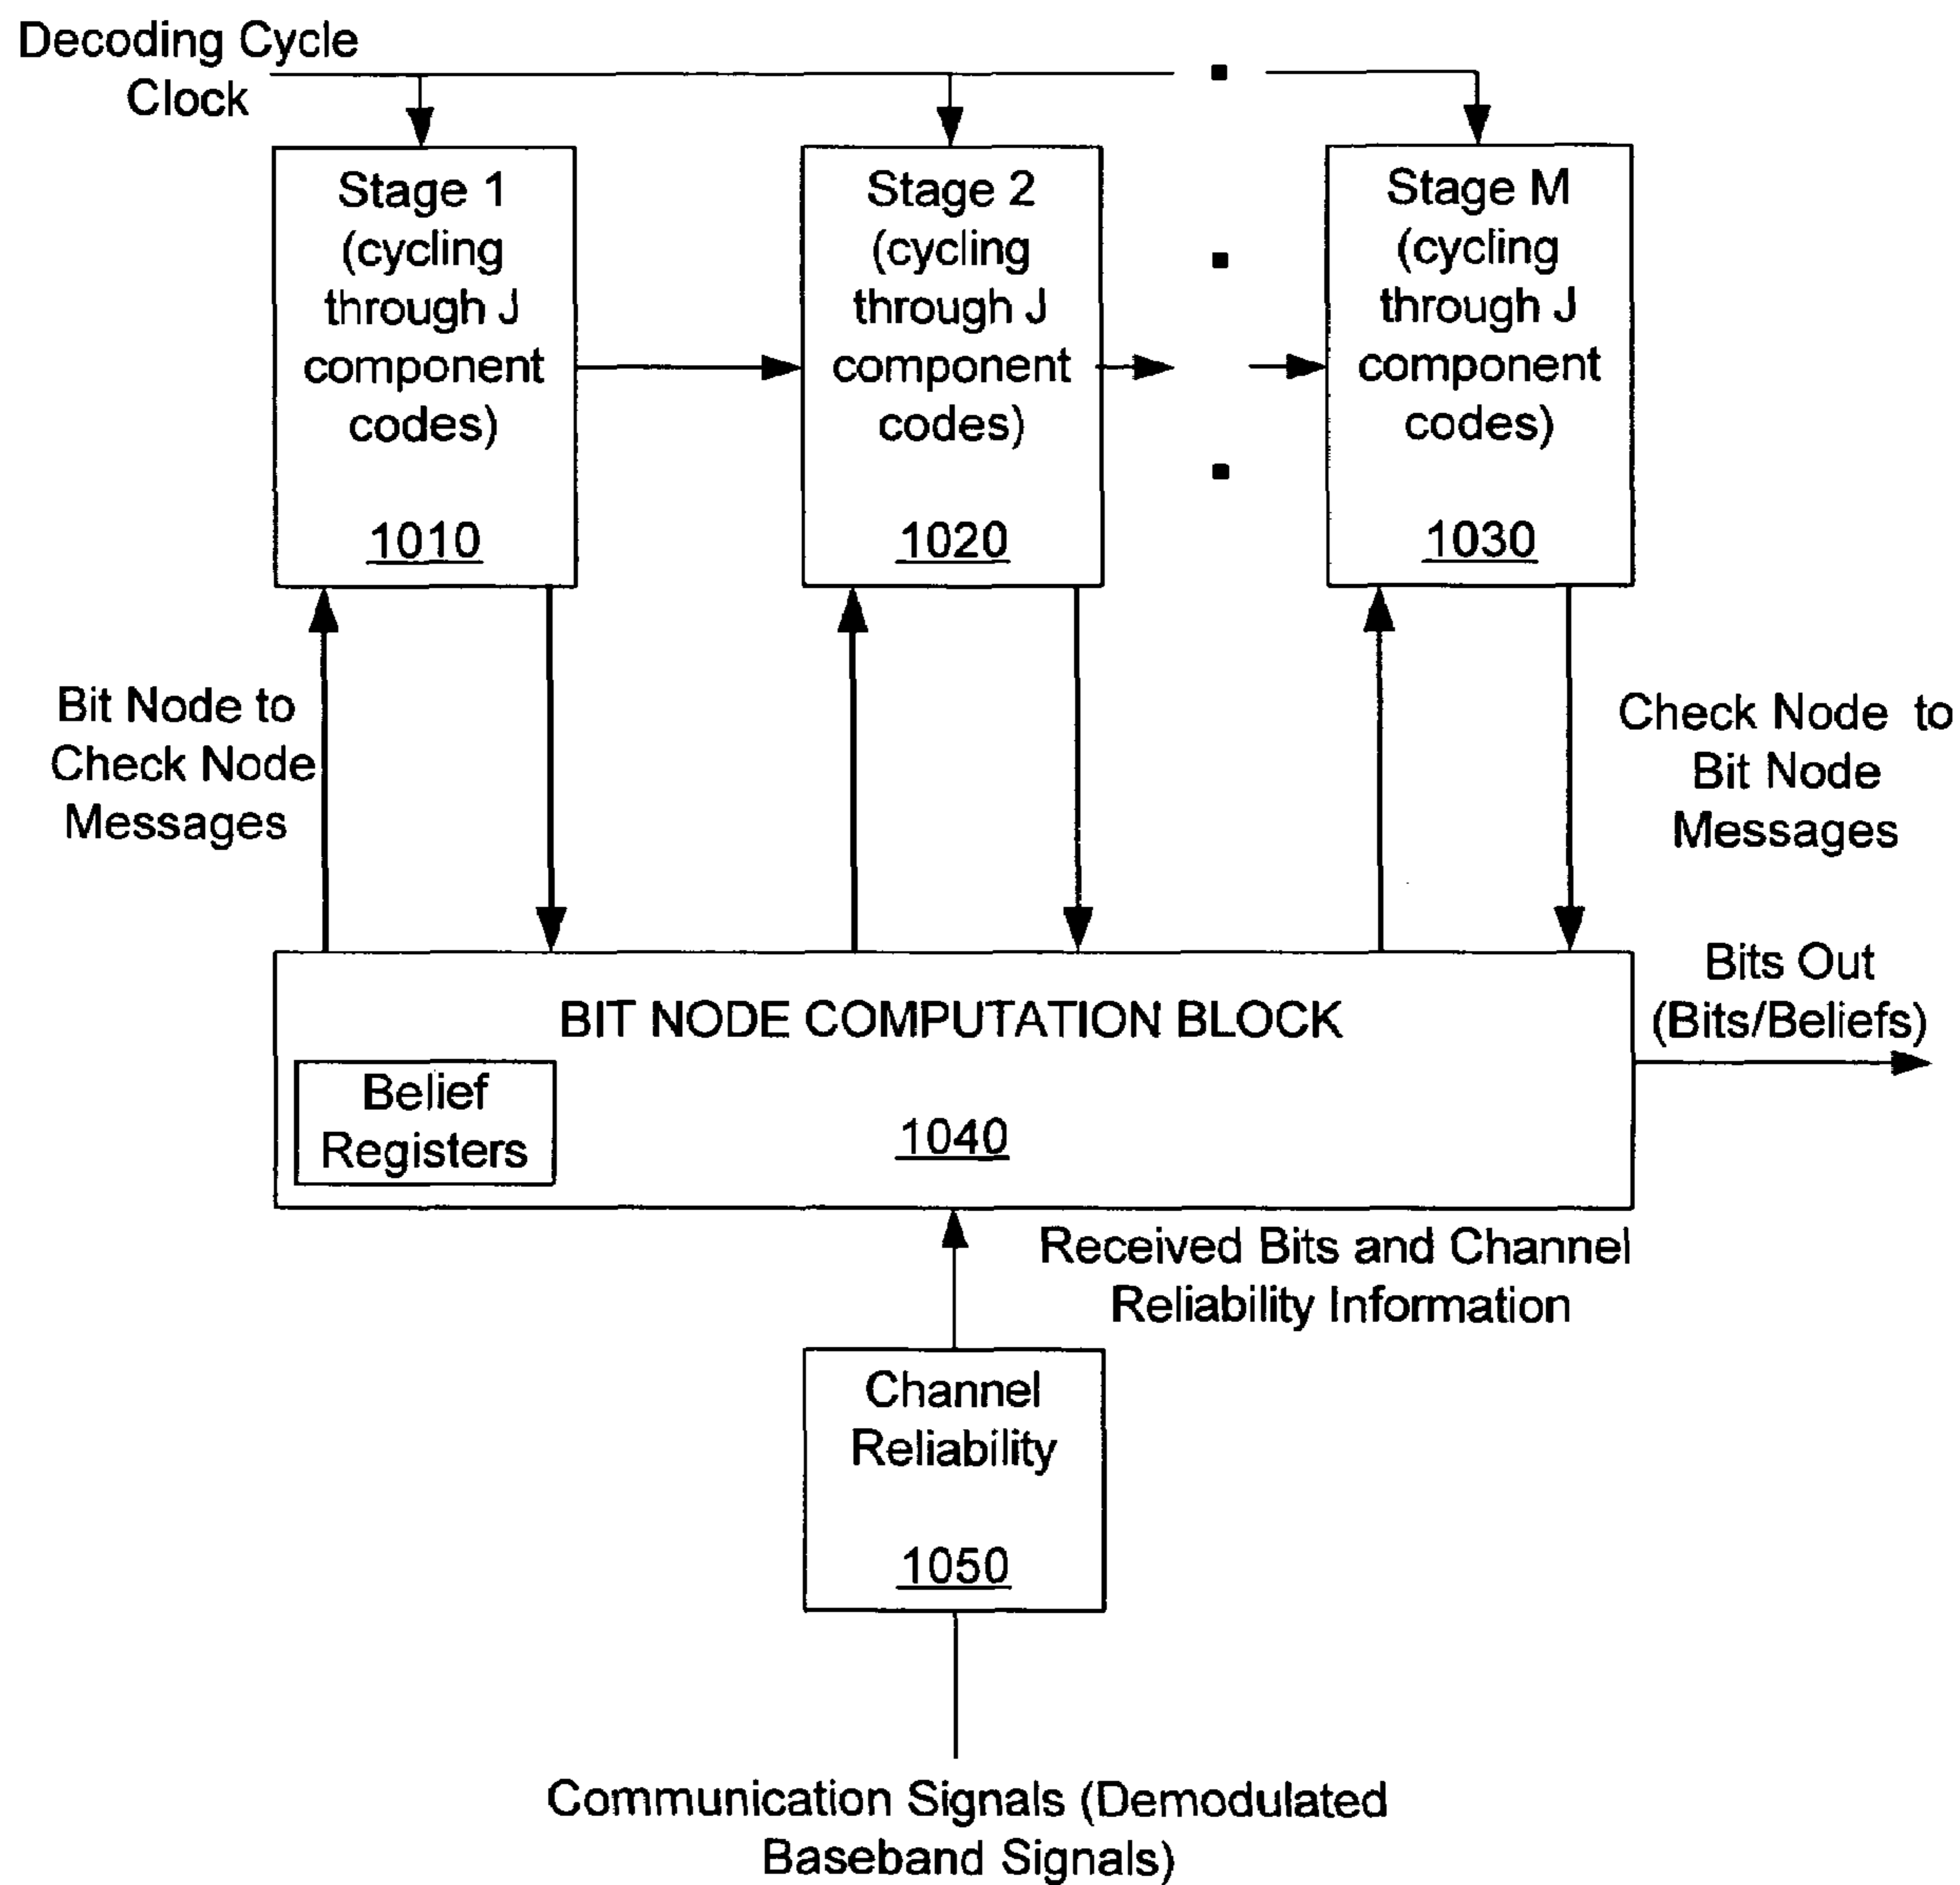 Decoding Cycle
Clock
Stage 1
(cycling
through J
component
codes)
1010
Stage 2
(cycling
through J
component
codes)
1020
Stage M
(cycling
through J
component
codes)
1030
Bit Node to
Check Node
Messages
Check Node to
Bit Node
Messages
Bits Out
(Bits/Beliefs)
BIT NODE COMPUTATION BLOCK
Belief
Registers
1040
Received Bits and Channel
Reliability Information
Channel
Reliability
1050
Communication Signals (Demodulated
Baseband Signals)